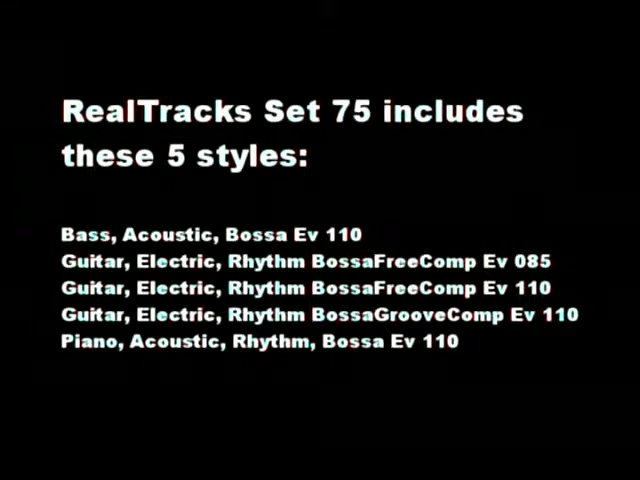 RealTracks Set 75 includes
these 5 styles:
Bass, Acoustic, Bossa Ev 110
Guitar, Electric, Rhythm BossaFreeComp Ev 085
Guitar, Electric, Rhythm BossaFreeComp Ev 110
Guitar, Electric, Rhythm BossaGrooveComp Ev 110
Piano, Acoustic, Rhythm, Bossa Ev 110